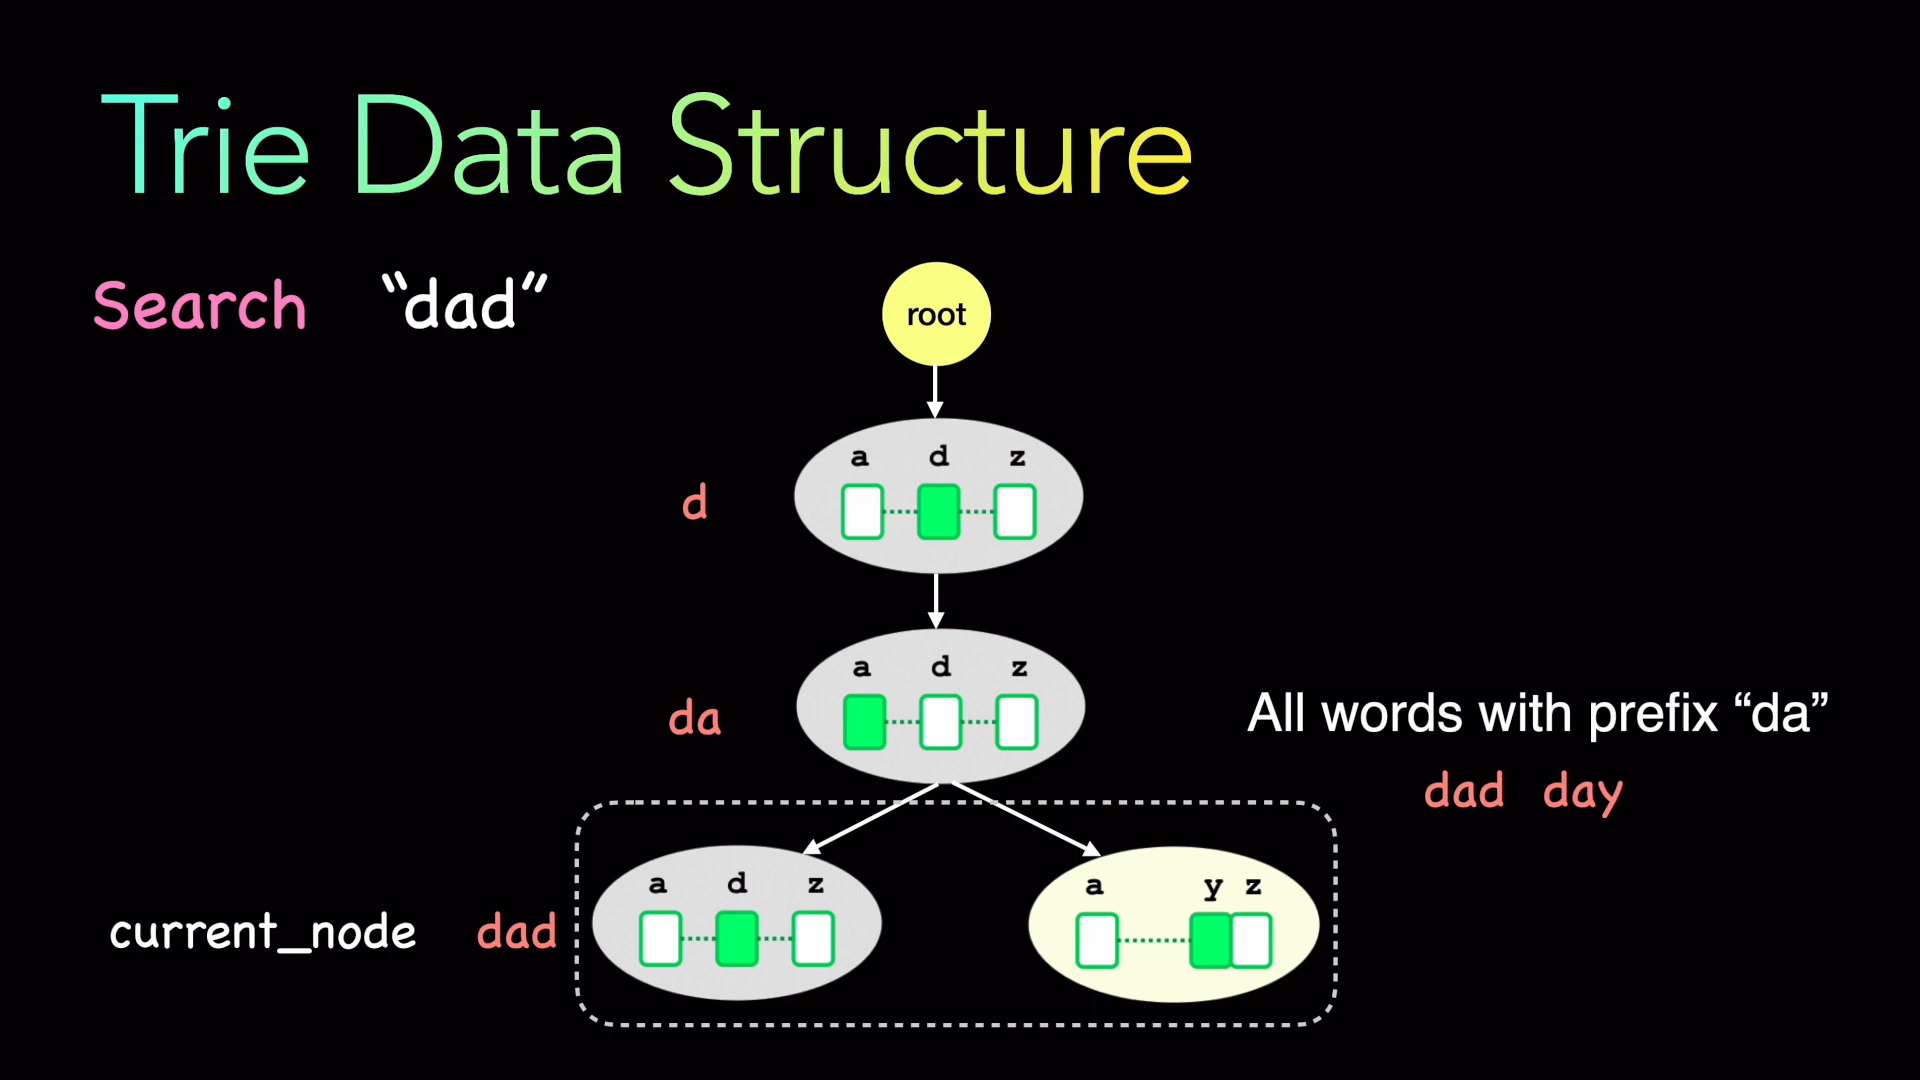 Trie Data Structure
Search “dad”
root
a d z
d
a d z
da
All words with prefix “da”
dad day
a d z
a y z
current_node dad